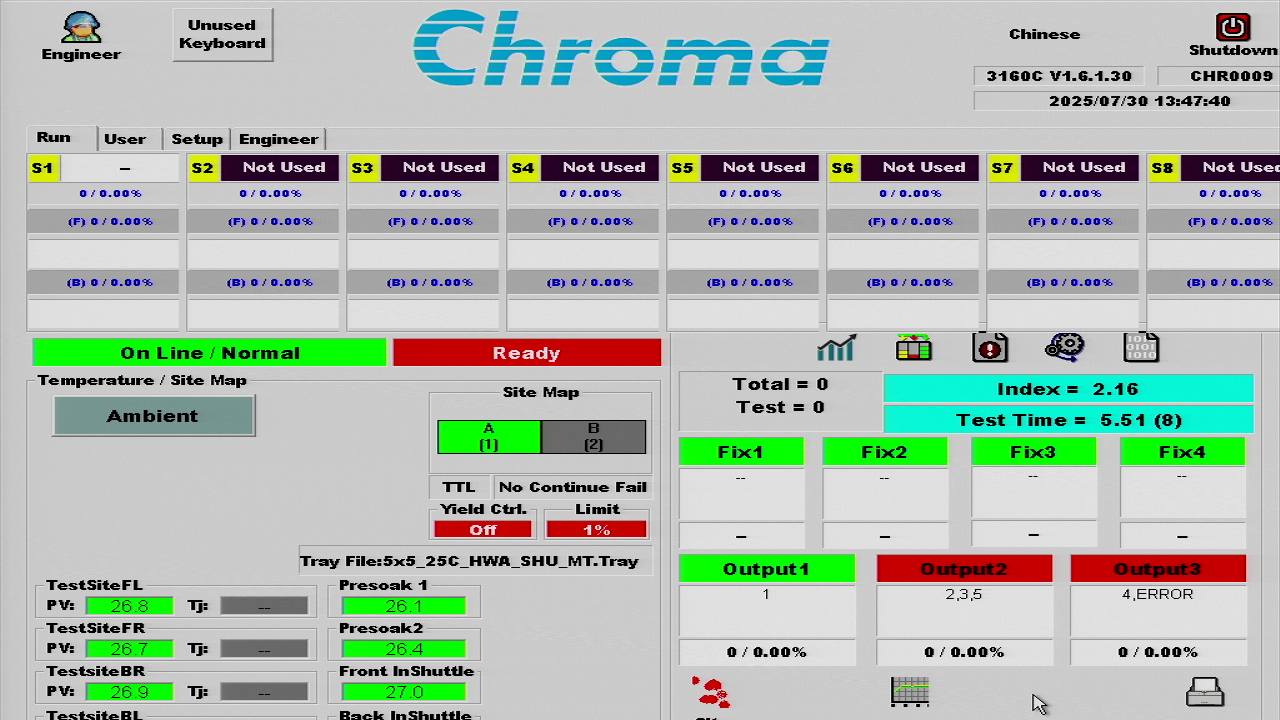 Engineer
Unused
Keyboard
Chroma
Chinese
Shutdown
3160C V1.6.1.30
CHR0009
2025/07/30 13:47:40
Run
User
Setup
Engineer
S1
--
S2
Not Used
S3
Not Used
S4
Not Used
S5
Not Used
S6
Not Used
S7
Not Used
S8
0 / 0.00%
0 / 0.00%
0 / 0.00%
0 / 0.00%
0 / 0.00%
0 / 0.00%
0 / 0.00%
0 / 0.00%
(F) 0 / 0.00%
(F) 0 / 0.00%
(F) 0 / 0.00%
(F) 0 / 0.00%
(F) 0 / 0.00%
(F) 0 / 0.00%
(F) 0 / 0.00%
(F) 0 / 0.00%
(B) 0 / 0.00%
(B) 0 / 0.00%
(B) 0 / 0.00%
(B) 0 / 0.00%
(B) 0 / 0.00%
(B) 0 / 0.00%
(B) 0 / 0.00%
(B) 0 / 0.00%
On Line / Normal
Ready
Temperature / Site Map
Ambient
Site Map
A
(1)
B
(2)
TTL
No Continue Fail
Yield Ctrl.
Off
Limit
1%
Tray File:5x5_25C_HWA_SHU_MT.Tray
TestSiteFL
PV: 26.8 Tj: --
Presoak 1
26.1
TestSiteFR
PV: 26.7 Tj: --
Presoak2
26.4
TestsiteBR
PV: 26.9 Tj: --
Front InShuttle
27.0
TestsiteBL
Back InShuttle
Total = 0
Test = 0
Index = 2.16
Test Time = 5.51 (8)
Fix1
Fix2
Fix3
Fix4
--
--
--
--
--
--
--
--
Output1
Output2
Output3
1
2,3,5
4,ERROR
0 / 0.00%
0 / 0.00%
0 / 0.00%